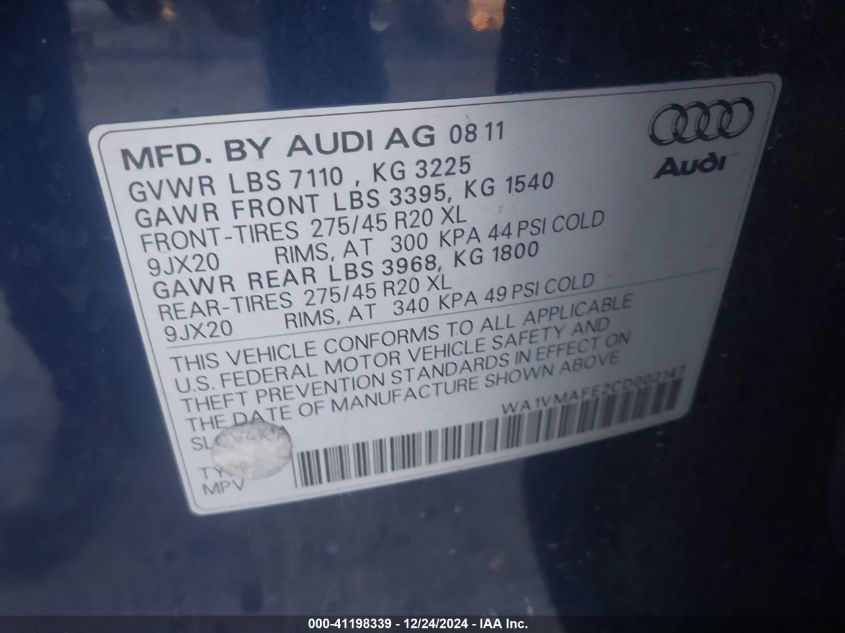 MFD. BY AUDI AG 08 11
Audi
GVWR LBS 7110 , KG 3225
GAWR FRONT LBS 3395, KG 1540
FRONT-TIRES 275/45 R20 XL
9JX20 RIMS, AT 300 KPA 44 PSI COLD
GAWR REAR LBS 3968, KG 1800
REAR-TIRES 275/45 R20 XL
9JX20 RIMS, AT 340 KPA 49 PSI COLD
THIS VEHICLE CONFORMS TO ALL APPLICABLE
U.S. FEDERAL MOTOR VEHICLE SAFETY AND
THEFT PREVENTION STANDARDS IN EFFECT ON
THE DATE OF MANUFACTURE SHOWN ABOVE.
WA1VMAFE2CD002147
MPV
000-41198339 - 12/24/2024 - IAA Inc.